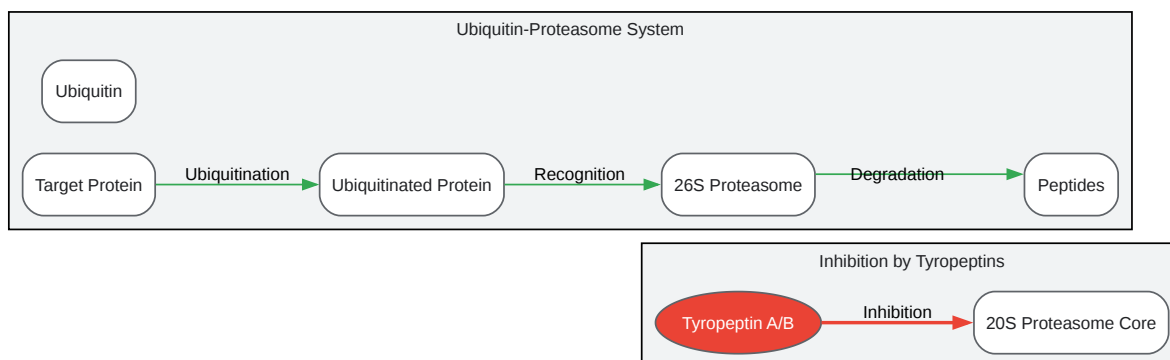 Ubiquitin-Proteasome System
Ubiquitin
Target Protein
Ubiquitination
Ubiquitinated Protein
Recognition
26S Proteasome
Degradation
Peptides
Inhibition by Tyropeptins
Tyropeptin A/B
Inhibition
20S Proteasome Core